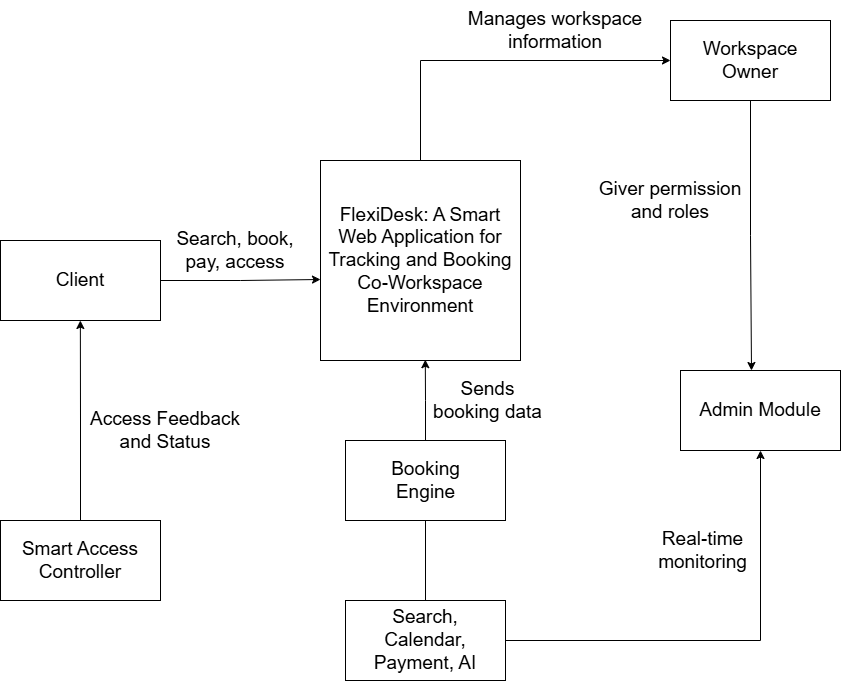 Manages workspace
information
Workspace
Owner
Giver permission
and roles
FlexiDesk: A Smart
Web Application for
Tracking and Booking
Co-Workspace
Environment
Search, book,
pay, access
Client
Sends
booking data
Admin Module
Access Feedback
and Status
Booking
Engine
Smart Access
Controller
Real-time
monitoring
Search,
Calendar,
Payment, AI